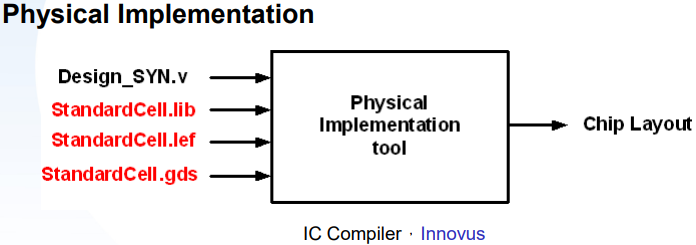 Physical Implementation
Design_SYN.v
StandardCell.lib
StandardCell.lef
StandardCell.gds
Physical
Implementation
tool
Chip Layout
IC Compiler · Innovus